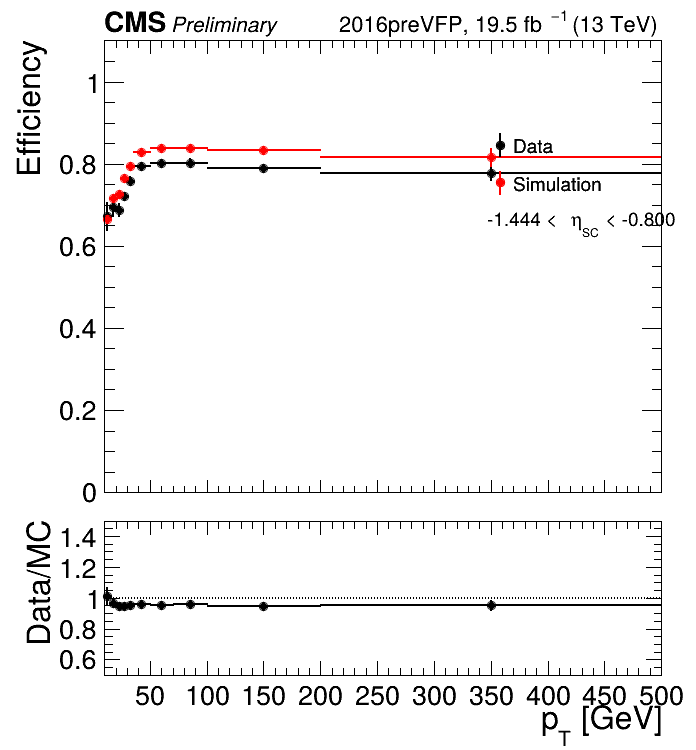 CMS Preliminary 2016preVFP, 19.5 fb⁻¹ (13 TeV)
Efficiency
1
0.8
0.6
0.4
0.2
0
Data
Simulation
-1.444 < η_SC < -0.800
Data/MC
1.4
1.2
1
0.8
0.6
50 100 150 200 250 300 350 400 450 500
p_T [GeV]